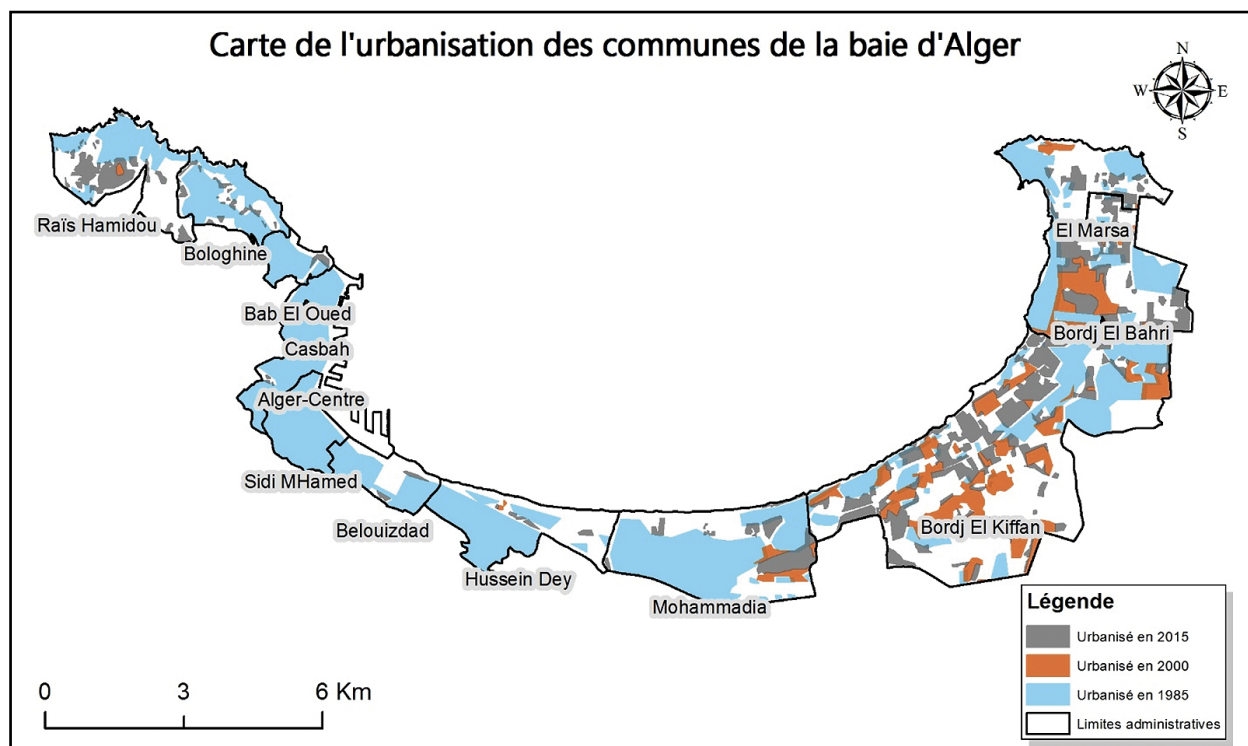 Carte de l'urbanisation des communes de la baie d'Alger
N
W E
S
Raïs Hamidou
Bologhine
Bab El Oued
Casbah
Alger-Centre
Sidi MHamed
Belouizdad
Hussein Dey
Mohammadia
Bordj El Kiffan
Bordj El Bahri
El Marsa
Légende
Urbanisé en 2015
Urbanisé en 2000
Urbanisé en 1985
Limites administratives
0 3 6 Km